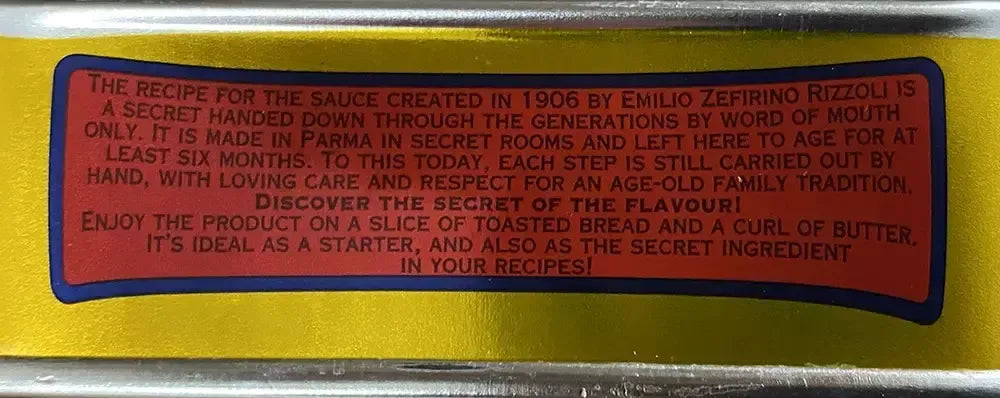 THE RECIPE FOR THE SAUCE CREATED IN 1906 BY EMILIO ZEFIRINO RIZZOLI IS
A SECRET HANDED DOWN THROUGH THE GENERATIONS BY WORD OF MOUTH
ONLY. IT IS MADE IN PARMA IN SECRET ROOMS AND LEFT HERE TO AGE FOR AT
LEAST SIX MONTHS. TO THIS TODAY, EACH STEP IS STILL CARRIED OUT BY
HAND, WITH LOVING CARE AND RESPECT FOR AN AGE-OLD FAMILY TRADITION.
DISCOVER THE SECRET OF THE FLAVOUR!
ENJOY THE PRODUCT ON A SLICE OF TOASTED BREAD AND A CURL OF BUTTER.
IT'S IDEAL AS A STARTER, AND ALSO AS THE SECRET INGREDIENT
IN YOUR RECIPES!